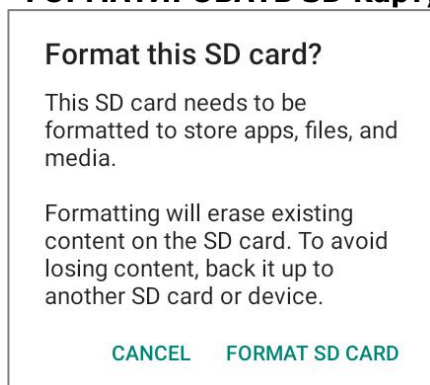 Format this SD card?
This SD card needs to be
formatted to store apps, files, and
media.
Formatting will erase existing
content on the SD card. To avoid
losing content, back it up to
another SD card or device.
CANCEL FORMAT SD CARD